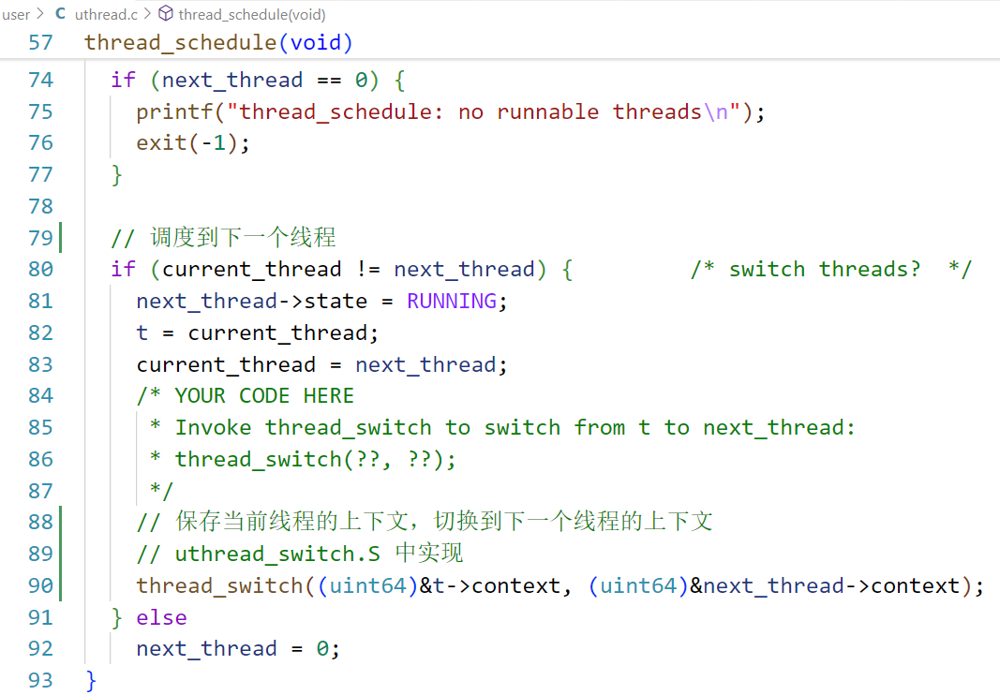 user > C uthread.c > thread_schedule(void)
57 thread_schedule(void)
74 if (next_thread == 0) {
75 printf("thread_schedule: no runnable threads\n");
76 exit(-1);
77 }
78
79 // 调度到下一个线程
80 if (current_thread != next_thread) { /* switch threads? */
81 next_thread->state = RUNNING;
82 t = current_thread;
83 current_thread = next_thread;
84 /* YOUR CODE HERE
85 * Invoke thread_switch to switch from t to next_thread:
86 * thread_switch(??, ??);
87 */
88 // 保存当前线程的上下文，切换到下一个线程的上下文
89 // uthread_switch.S 中实现
90 thread_switch((uint64)&t->context, (uint64)&next_thread->context);
91 } else
92 next_thread = 0;
93 }